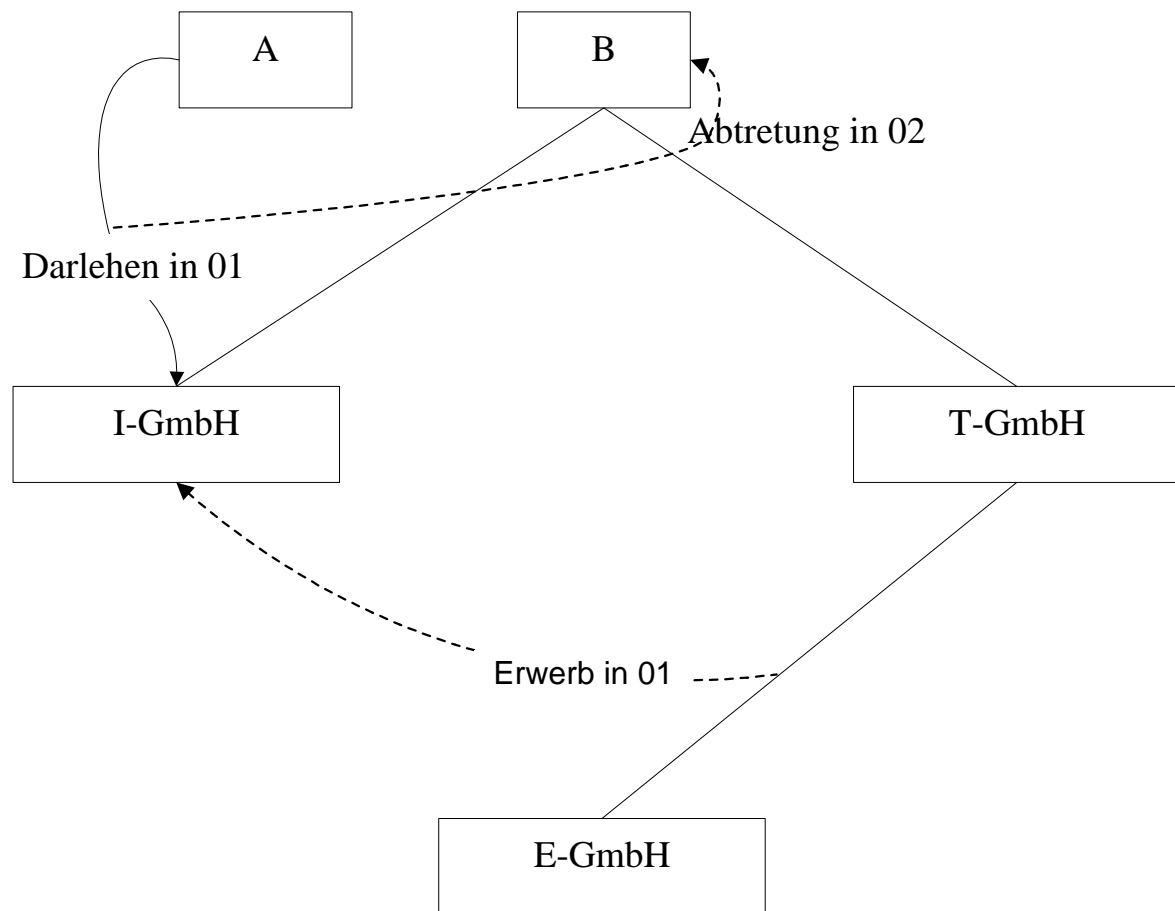 A
B
Abtretung in 02
Darlehen in 01
I-GmbH
T-GmbH
Erwerb in 01
E-GmbH